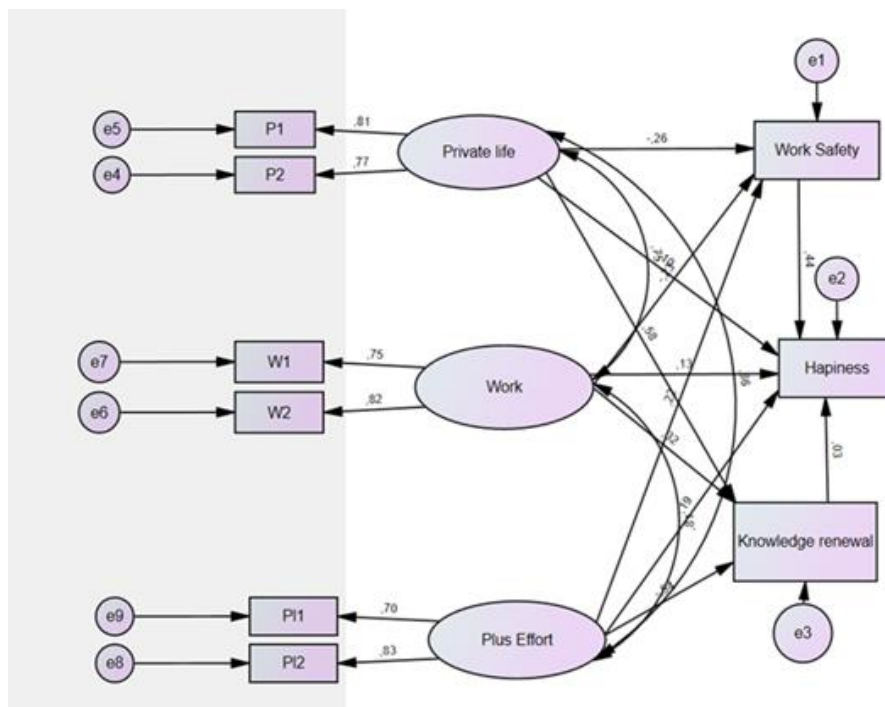 e1
e5
P1
,81
Private life
-,26
Work Safety
e4
P2
,77
,44
e2
e7
W1
,75
,58
Work
,13
Hapiness
e6
W2
,82
,03
,19
Knowledge renewal
e9
Pl1
,70
Plus Effort
e3
e8
Pl2
,83